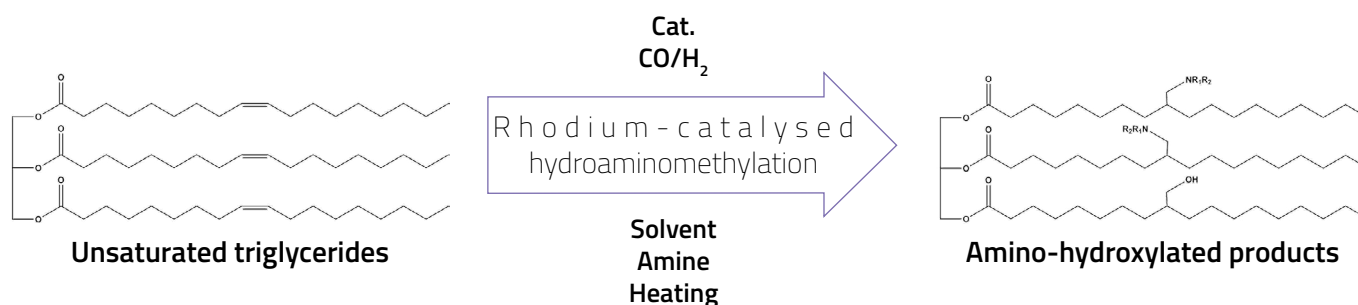 Cat.
CO/H₂
Rhodium-catalysed
hydroaminomethylation
Solvent
Amine
Heating
O
O
O
O
O
O
Unsaturated triglycerides
NR₁R₂
O
O
R₂R₁N
O
O
OH
O
O
Amino-hydroxylated products